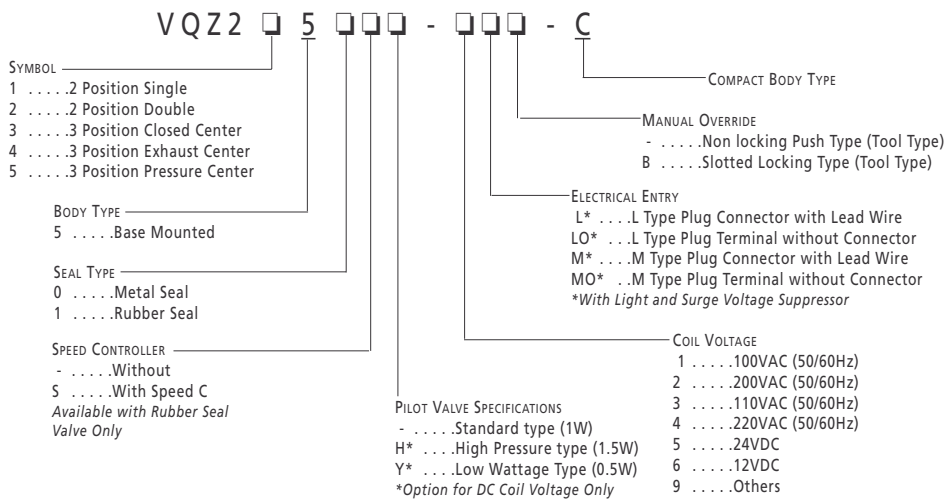 VQZ2 ❏ 5 ❏❏❏ - ❏❏❏ - C
SYMBOL
1 .....2 Position Single
2 .....2 Position Double
3 .....3 Position Closed Center
4 .....3 Position Exhaust Center
5 .....3 Position Pressure Center
BODY TYPE
5 .....Base Mounted
SEAL TYPE
0 .....Metal Seal
1 .....Rubber Seal
SPEED CONTROLLER
- .....Without
S .....With Speed C
Available with Rubber Seal
Valve Only
PILOT VALVE SPECIFICATIONS
- .....Standard type (1W)
H* ....High Pressure type (1.5W)
Y* ....Low Wattage Type (0.5W)
*Option for DC Coil Voltage Only
COIL VOLTAGE
1 .....100VAC (50/60Hz)
2 .....200VAC (50/60Hz)
3 .....110VAC (50/60Hz)
4 .....220VAC (50/60Hz)
5 .....24VDC
6 .....12VDC
9 .....Others
ELECTRICAL ENTRY
L* ....L Type Plug Connector with Lead Wire
LO* ...L Type Plug Terminal without Connector
M* ....M Type Plug Connector with Lead Wire
MO* ..M Type Plug Terminal without Connector
*With Light and Surge Voltage Suppressor
MANUAL OVERRIDE
- .....Non locking Push Type (Tool Type)
B .....Slotted Locking Type (Tool Type)
COMPACT BODY TYPE